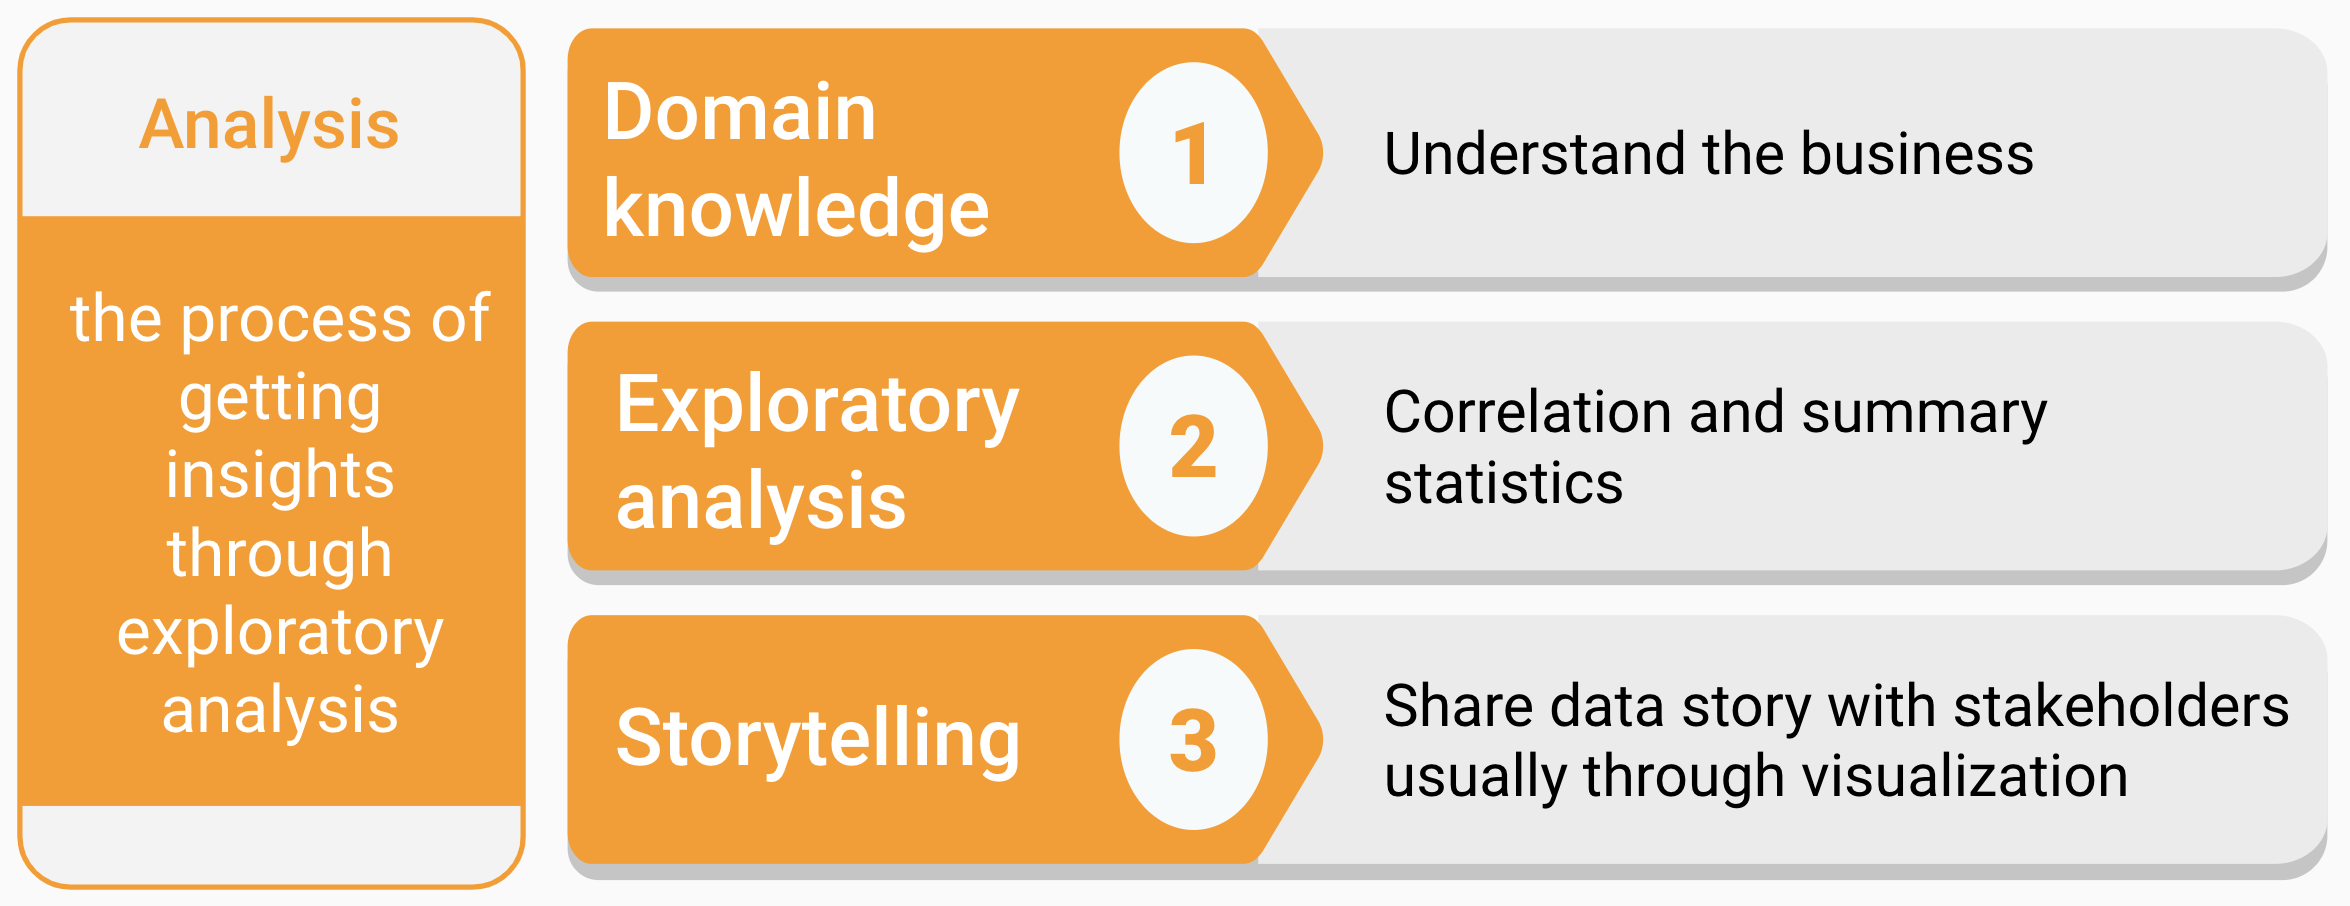 Analysis
the process of
getting
insights
through
exploratory
analysis
Domain
knowledge
1
Understand the business
Exploratory
analysis
2
Correlation and summary
statistics
Storytelling
3
Share data story with stakeholders
usually through visualization